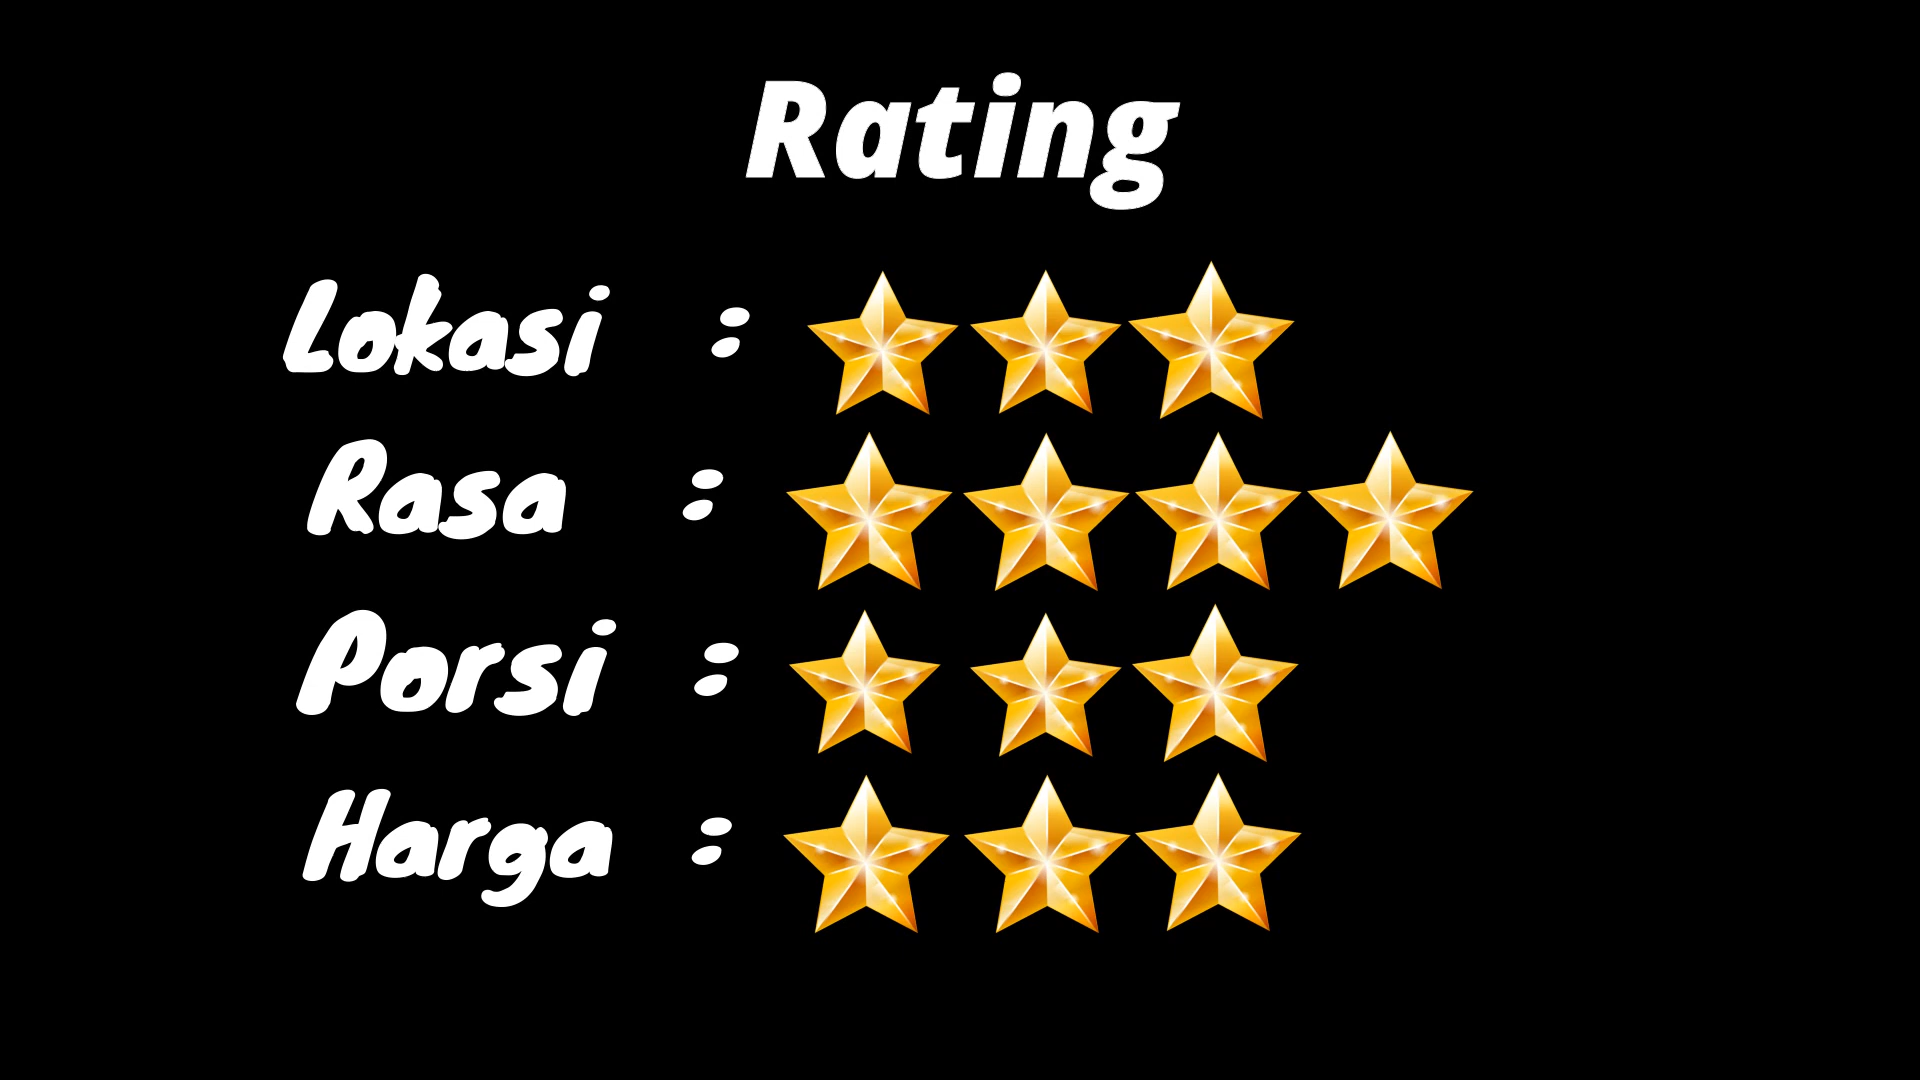 Rating
Lokasi :
Rasa :
Porsi :
Harga :